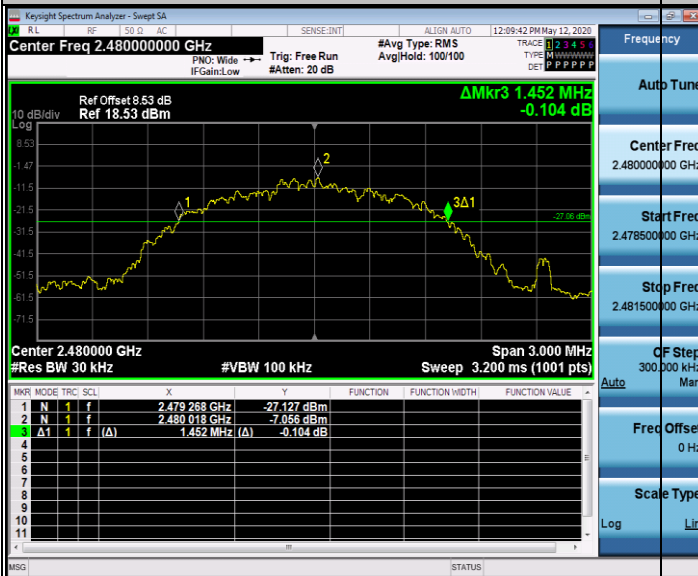 Keysight Spectrum Analyzer - Swept SA
RL RF 50 Ω AC SENSE:INT ALIGN AUTO 12:09:42 PM May 12, 2020
Center Freq 2.480000000 GHz
PNO: Wide
IFGain:Low
Trig: Free Run
#Atten: 20 dB
#Avg Type: RMS
Avg|Hold: 100/100
TRACE 1 2 3 4 5 6
TYPE M WWWWW
DET P P P P P P
Frequency
Auto Tune
Center Freq
2.480000000 GHz
Start Freq
2.478500000 GHz
Stop Freq
2.481500000 GHz
CF Step
300.000 kHz
Auto Man
Freq Offset
0 Hz
Scale Type
Log Lin
ΔMkr3 1.452 MHz
-0.104 dB
Ref Offset 8.53 dB
10 dB/div Ref 18.53 dBm
Log
8.53
-1.47
-11.5
-21.5
-31.5
-41.5
-51.5
-61.5
-71.5
1
2
3Δ1
-27.06 dBm
Center 2.480000 GHz Span 3.000 MHz
#Res BW 30 kHz #VBW 100 kHz Sweep 3.200 ms (1001 pts)
MKR MODE TRC SCL X Y FUNCTION FUNCTION WIDTH FUNCTION VALUE
1 N 1 f 2.479 268 GHz -27.127 dBm
2 N 1 f 2.480 018 GHz -7.056 dBm
3 Δ1 1 f (Δ) 1.452 MHz (Δ) -0.104 dB
4
5
6
7
8
9
10
11
MSG STATUS